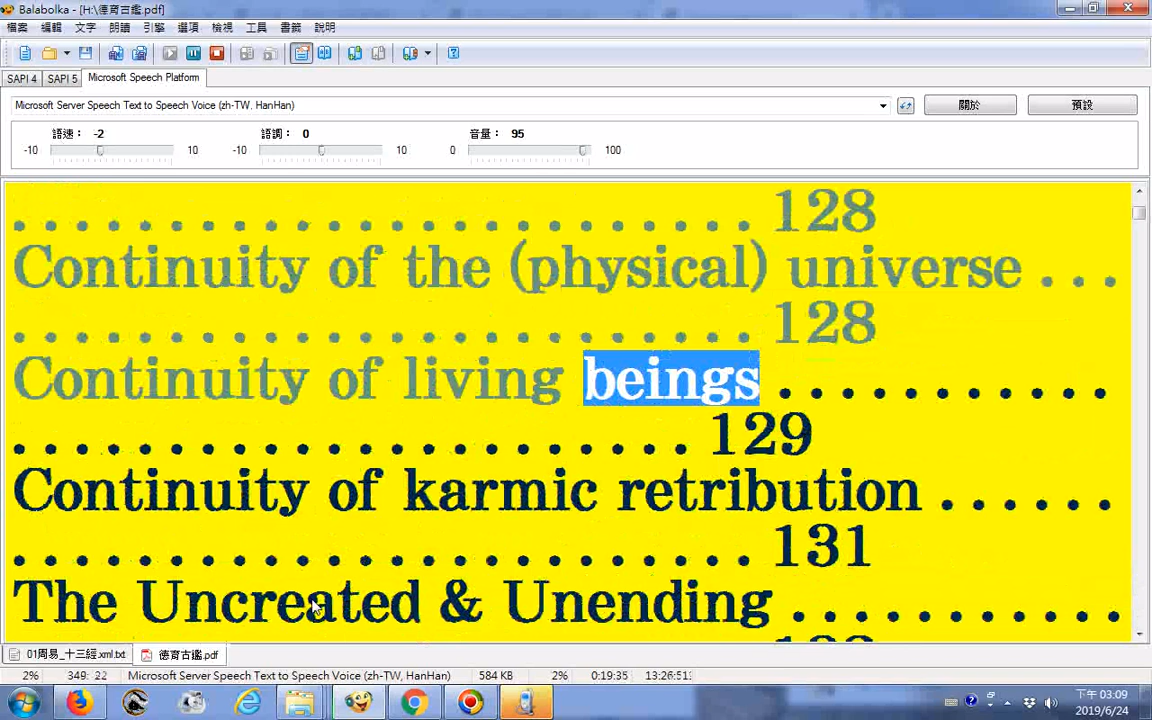 Balabolka - [H:\德育古鑑.pdf]
檔案 編輯 文字 朗讀 引擎 選項 檢視 工具 書籤 說明
SAPI 4 SAPI 5 Microsoft Speech Platform
Microsoft Server Speech Text to Speech Voice (zh-TW, HanHan) 關於 預設
語速： -2 語調： 0 音量： 95
-10 10 -10 10 0 100
. . . . . . . . . . . . . . . . . . . . . . . . 128
Continuity of the (physical) universe . . .
. . . . . . . . . . . . . . . . . . . . . . . . 128
Continuity of living beings . . . . . . . . . . .
. . . . . . . . . . . . . . . . . . . . . . 129
Continuity of karmic retribution . . . . . .
. . . . . . . . . . . . . . . . . . . . . . . . 131
The Uncreated & Unending . . . . . . . . . . .
01周易_十三經.xml.txt 德育古鑑.pdf
2% 349: 22 Microsoft Server Speech Text to Speech Voice (zh-TW, HanHan) 584 KB 2% 0:19:35 13:26:51
下午 03:09
2019/6/24